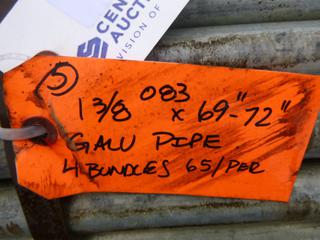 CEN
AUCT
VISION OF
5
1 3/8 083 x 69"-72"
GALV PIPE
4 BUNDLES 65/PER